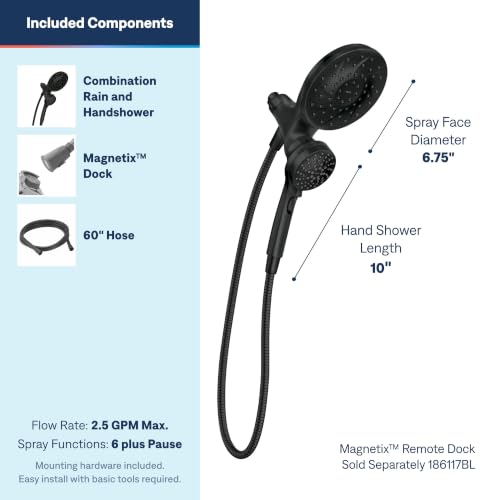 Included Components
Combination
Rain and
Handshower
Magnetix™
Dock
60" Hose
Flow Rate: 2.5 GPM Max.
Spray Functions: 6 plus Pause
Mounting hardware included.
Easy install with basic tools required.
Spray Face
Diameter
6.75"
Hand Shower
Length
10"
Magnetix™ Remote Dock
Sold Separately 186117BL